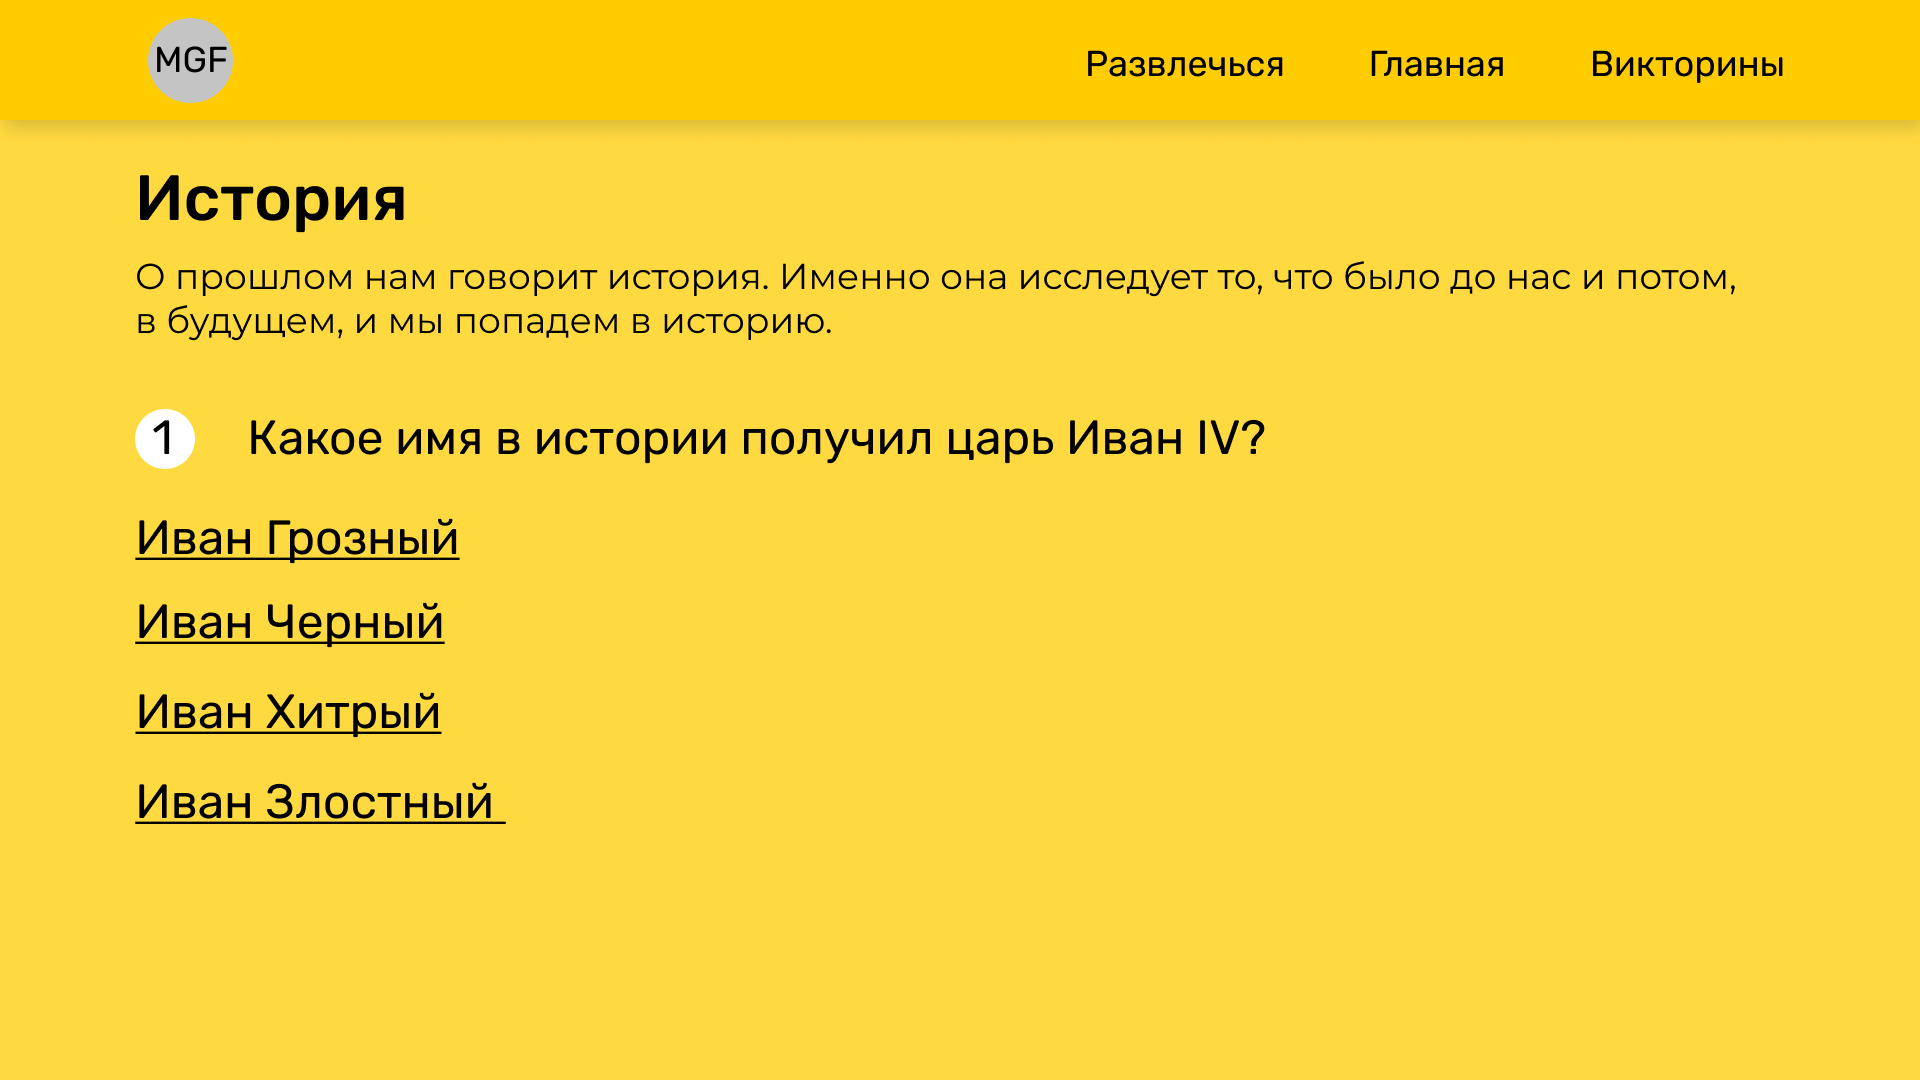 MGF
Развлечься
Главная
Викторины
История
О прошлом нам говорит история. Именно она исследует то, что было до нас и потом,
в будущем, и мы попадем в историю.
1 Какое имя в истории получил царь Иван IV?
Иван Грозный
Иван Черный
Иван Хитрый
Иван Злостный